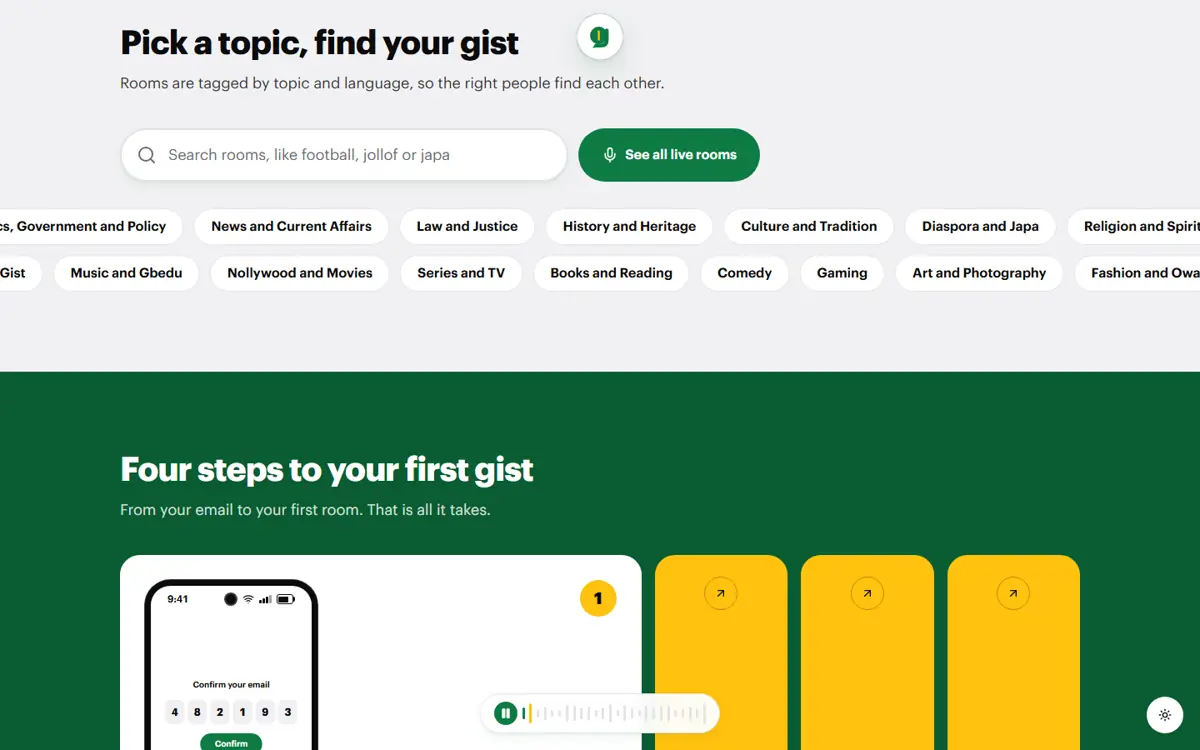 Pick a topic, find your gist
Rooms are tagged by topic and language, so the right people find each other.
Search rooms, like football, jollof or japa
See all live rooms
cs, Government and Policy
News and Current Affairs
Law and Justice
History and Heritage
Culture and Tradition
Diaspora and Japa
Religion and Spirit
Gist
Music and Gbedu
Nollywood and Movies
Series and TV
Books and Reading
Comedy
Gaming
Art and Photography
Fashion and Owa
Four steps to your first gist
From your email to your first room. That is all it takes.
9:41
1
Confirm your email
4 8 2 1 9 3
Confirm